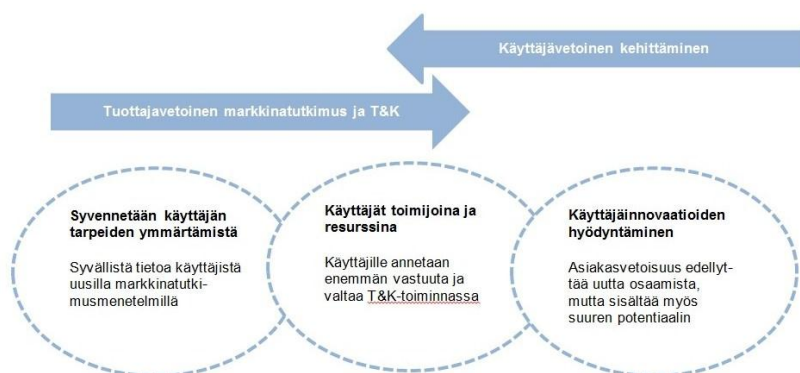 Käyttäjävetoinen kehittäminen
Tuottajavetoinen markkinatutkimus ja T&K
Syvennetään käyttäjän
tarpeiden ymmärtämistä
Syvällistä tietoa käyttäjistä
uusilla markkinatutki-
musmenetelmillä
Käyttäjät toimijoina ja
resurssina
Käyttäjille annetaan
enemmän vastuuta ja
valtaa T&K-toiminnassa
Käyttäjäinnovaatioiden
hyödyntäminen
Asiakasvetoisuus edellyt-
tää uutta osaamista,
mutta sisältää myös
suuren potentiaalin